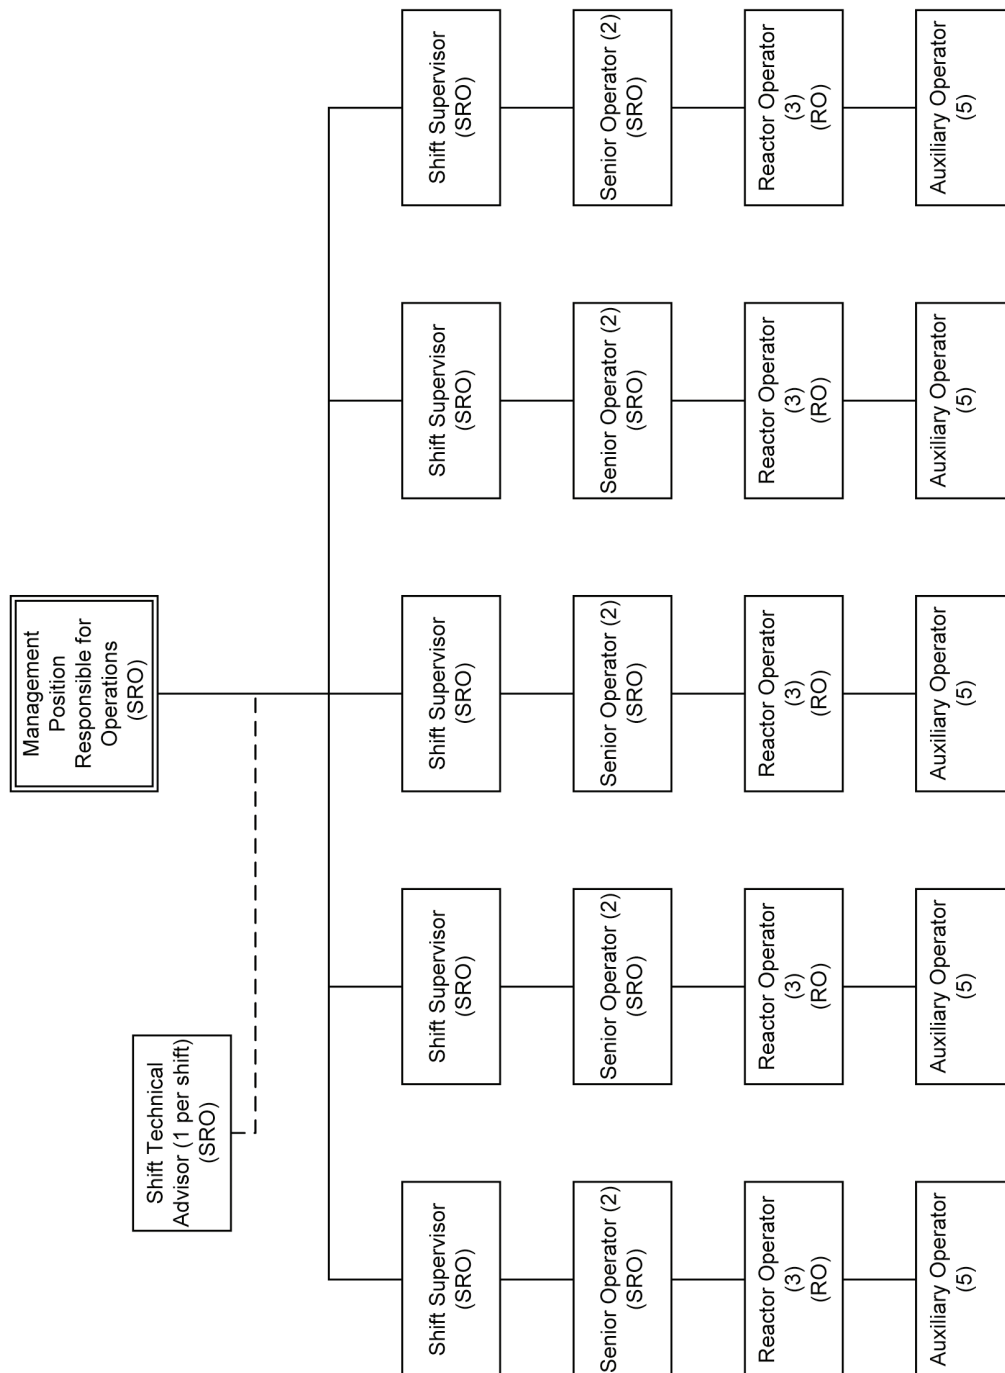 Management
Position
Responsible for
Operations
(SRO)
Shift Technical
Advisor (1 per shift)
(SRO)
Shift Supervisor
(SRO)
Shift Supervisor
(SRO)
Shift Supervisor
(SRO)
Shift Supervisor
(SRO)
Shift Supervisor
(SRO)
Senior Operator (2)
(SRO)
Senior Operator (2)
(SRO)
Senior Operator (2)
(SRO)
Senior Operator (2)
(SRO)
Senior Operator (2)
(SRO)
Reactor Operator
(3)
(RO)
Reactor Operator
(3)
(RO)
Reactor Operator
(3)
(RO)
Reactor Operator
(3)
(RO)
Reactor Operator
(3)
(RO)
Auxiliary Operator
(5)
Auxiliary Operator
(5)
Auxiliary Operator
(5)
Auxiliary Operator
(5)
Auxiliary Operator
(5)